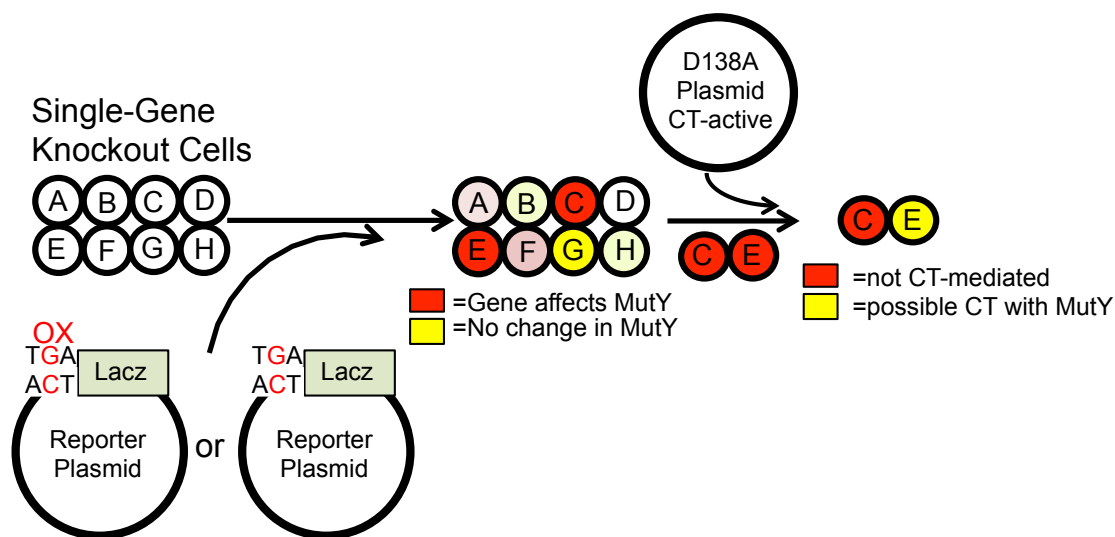 D138A
Plasmid
CT-active
Single-Gene
Knockout Cells
A B C D
E F G H
A B C D
E F G H
C E
C E
=Gene affects MutY
=No change in MutY
=not CT-mediated
=possible CT with MutY
OX
TGA
ACT
Lacz
Reporter
Plasmid
or
TGA
ACT
Lacz
Reporter
Plasmid